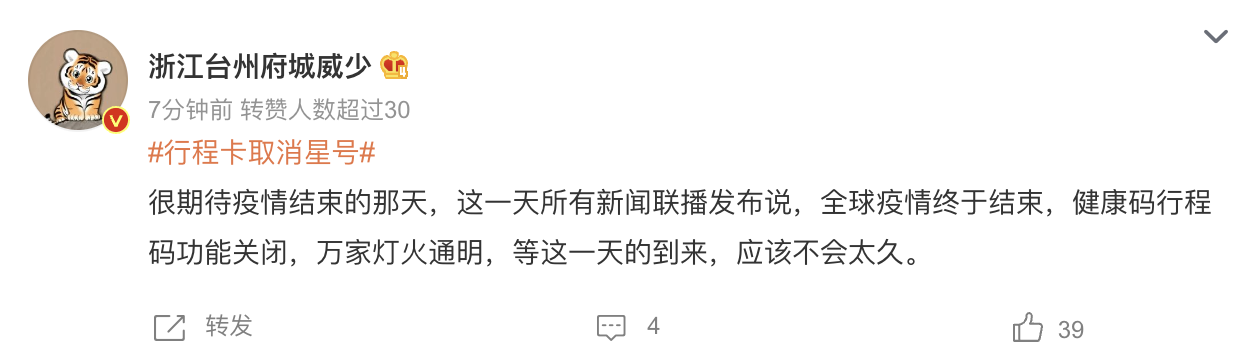 浙江台州府城威少
7分钟前 转赞人数超过30
#行程卡取消星号#
很期待疫情结束的那天，这一天所有新闻联播发布说，全球疫情终于结束，健康码行程
码功能关闭，万家灯火通明，等这一天的到来，应该不会太久。
转发 4 39